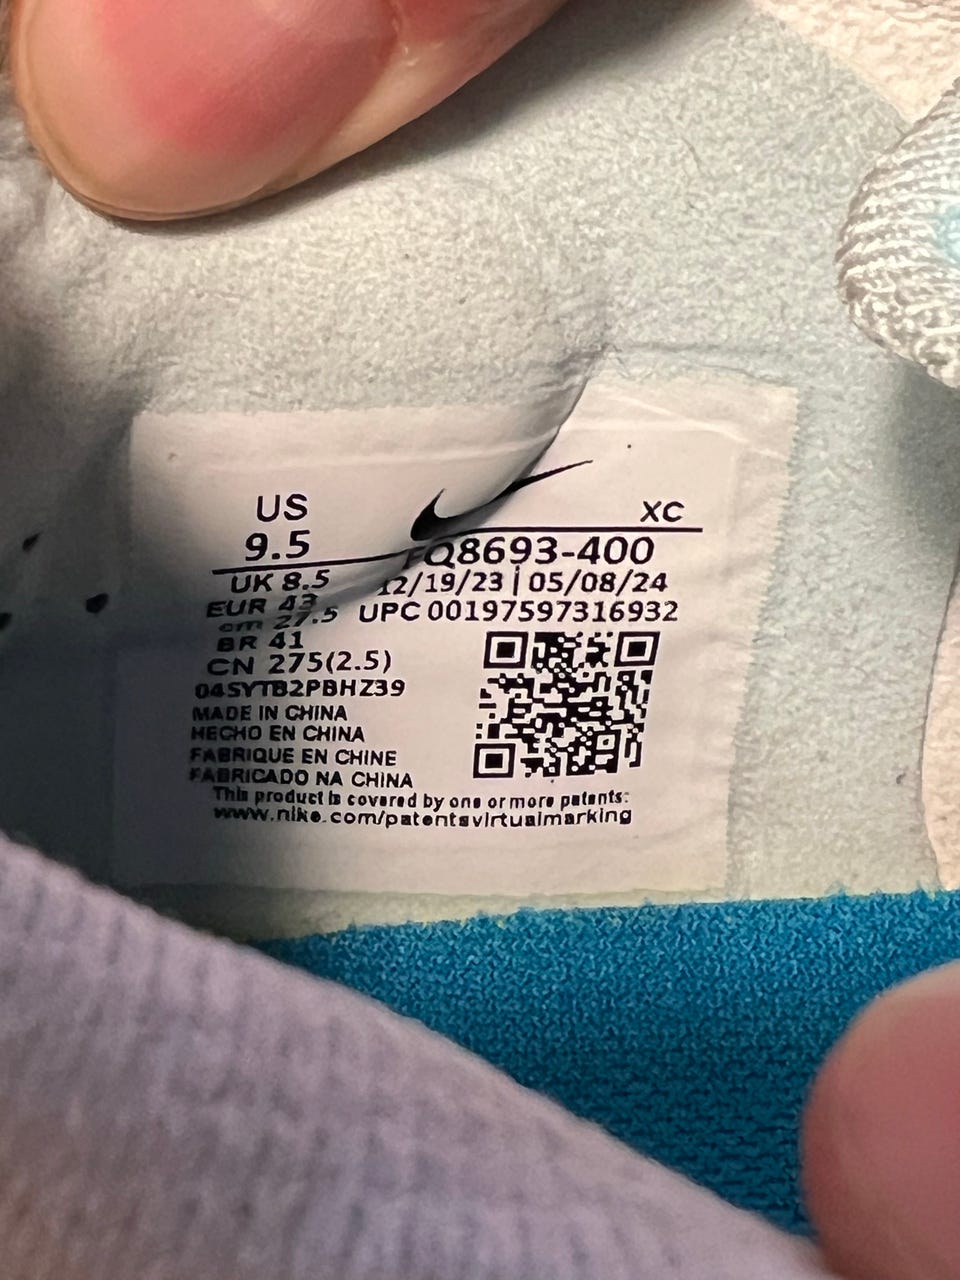 US
9.5
XC
FQ8693-400
UK 8.5
12/19/23 | 05/08/24
EUR 43
UPC 00197597316932
cm 27.5
BR 41
CN 275(2.5)
04SYTB2PBHZ39
MADE IN CHINA
HECHO EN CHINA
FABRIQUE EN CHINE
FABRICADO NA CHINA
This product is covered by one or more patents:
www.nike.com/patentsvirtualmarking